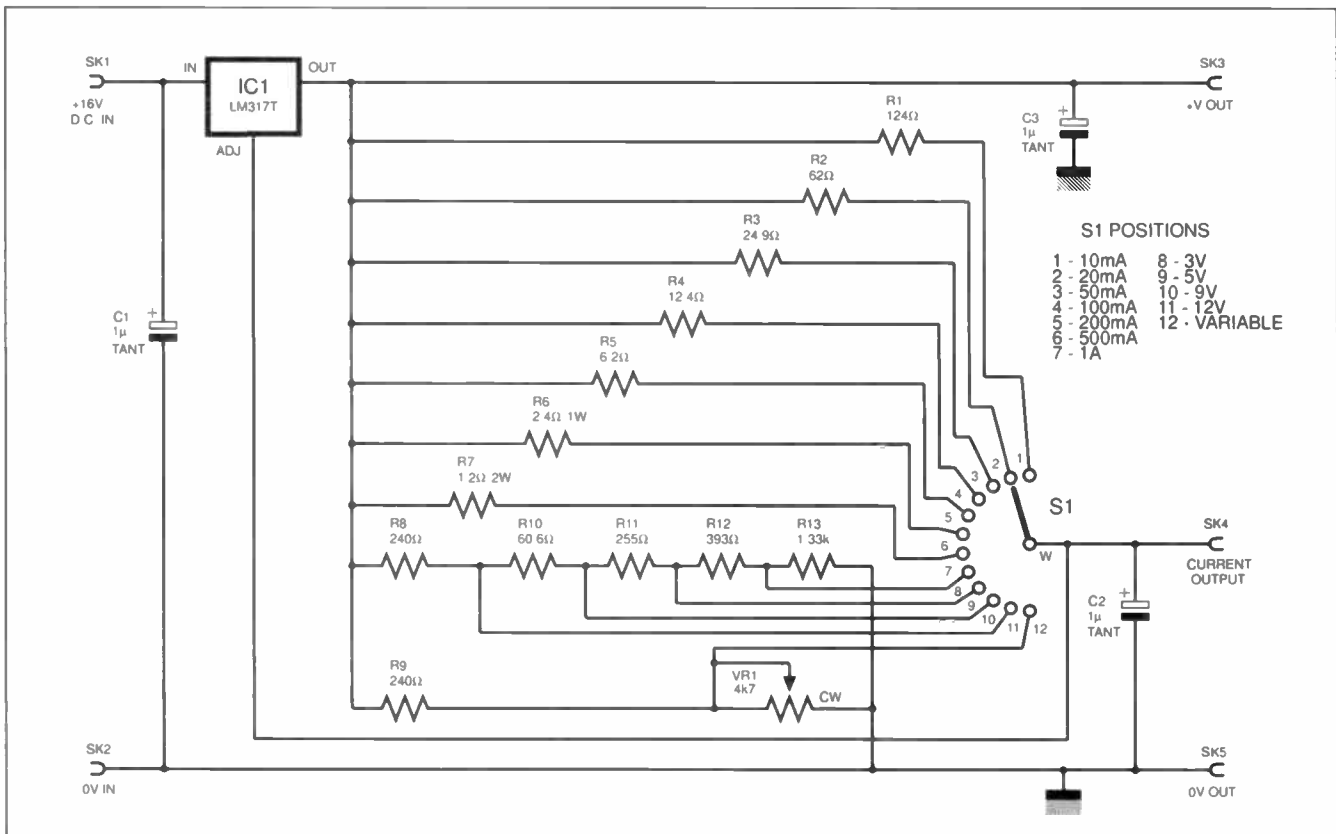 SK1
+16V
D C IN
IN
IC1
LM317T
OUT
ADJ
SK3
+V OUT
C3
1µ
TANT
+
R1
124Ω
R2
62Ω
R3
24 9Ω
R4
12 4Ω
R5
6 2Ω
R6
2 4Ω 1W
R7
1 2Ω 2W
R8
240Ω
R10
60 6Ω
R11
255Ω
R12
393Ω
R13
1 33k
R9
240Ω
VR1
4k7
CW
C1
1µ
TANT
+
S1 POSITIONS
1 - 10mA 8 - 3V
2 - 20mA 9 - 5V
3 - 50mA 10 - 9V
4 - 100mA 11 - 12V
5 - 200mA 12 - VARIABLE
6 - 500mA
7 - 1A
1
2
3
4
5
6
7
8
9
10
11
12
S1
W
SK4
CURRENT
OUTPUT
C2
1µ
TANT
+
SK2
0V IN
SK5
0V OUT